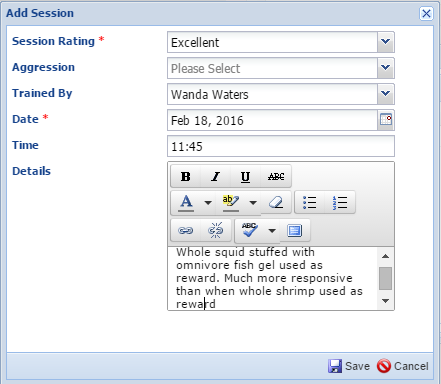 Add Session
Session Rating * Excellent
Aggression Please Select
Trained By Wanda Waters
Date * Feb 18, 2016
Time 11:45
Details
B I U ABC
A ab
ABC
Whole squid stuffed with
omnivore fish gel used as
reward. Much more responsive
than when whole shrimp used as
reward
Save Cancel